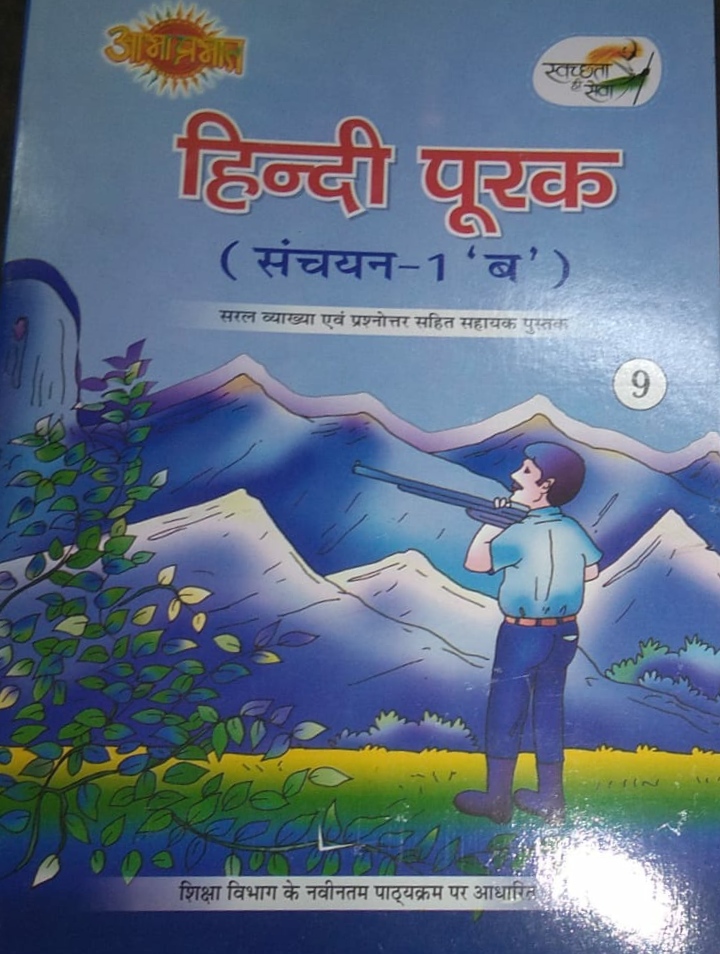 आभा प्रभात
स्वच्छता
ही
सेवा
हिन्दी पूरक
( संचयन-1 ‘ब’ )
सरल व्याख्या एवं प्रश्नोत्तर सहित सहायक पुस्तक
9
शिक्षा विभाग के नवीनतम पाठ्यक्रम पर आधारित